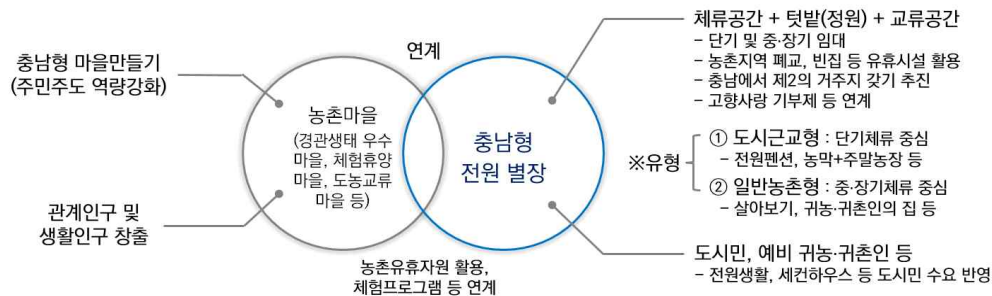 충남형 마을만들기
(주민주도 역량강화)
관계인구 및
생활인구 창출
연계
농촌마을
(경관생태 우수
마을, 체험휴양
마을, 도농교류
마을 등)
충남형
전원 별장
농촌유휴자원 활용,
체험프로그램 등 연계
체류공간 + 텃밭(정원) + 교류공간
- 단기 및 중·장기 임대
- 농촌지역 폐교, 빈집 등 유휴시설 활용
- 충남에서 제2의 거주지 갖기 추진
- 고향사랑 기부제 등 연계
※유형
① 도시근교형 : 단기체류 중심
- 전원펜션, 농막+주말농장 등
② 일반농촌형 : 중·장기체류 중심
- 살아보기, 귀농·귀촌인의 집 등
도시민, 예비 귀농·귀촌인 등
- 전원생활, 세컨하우스 등 도시민 수요 반영